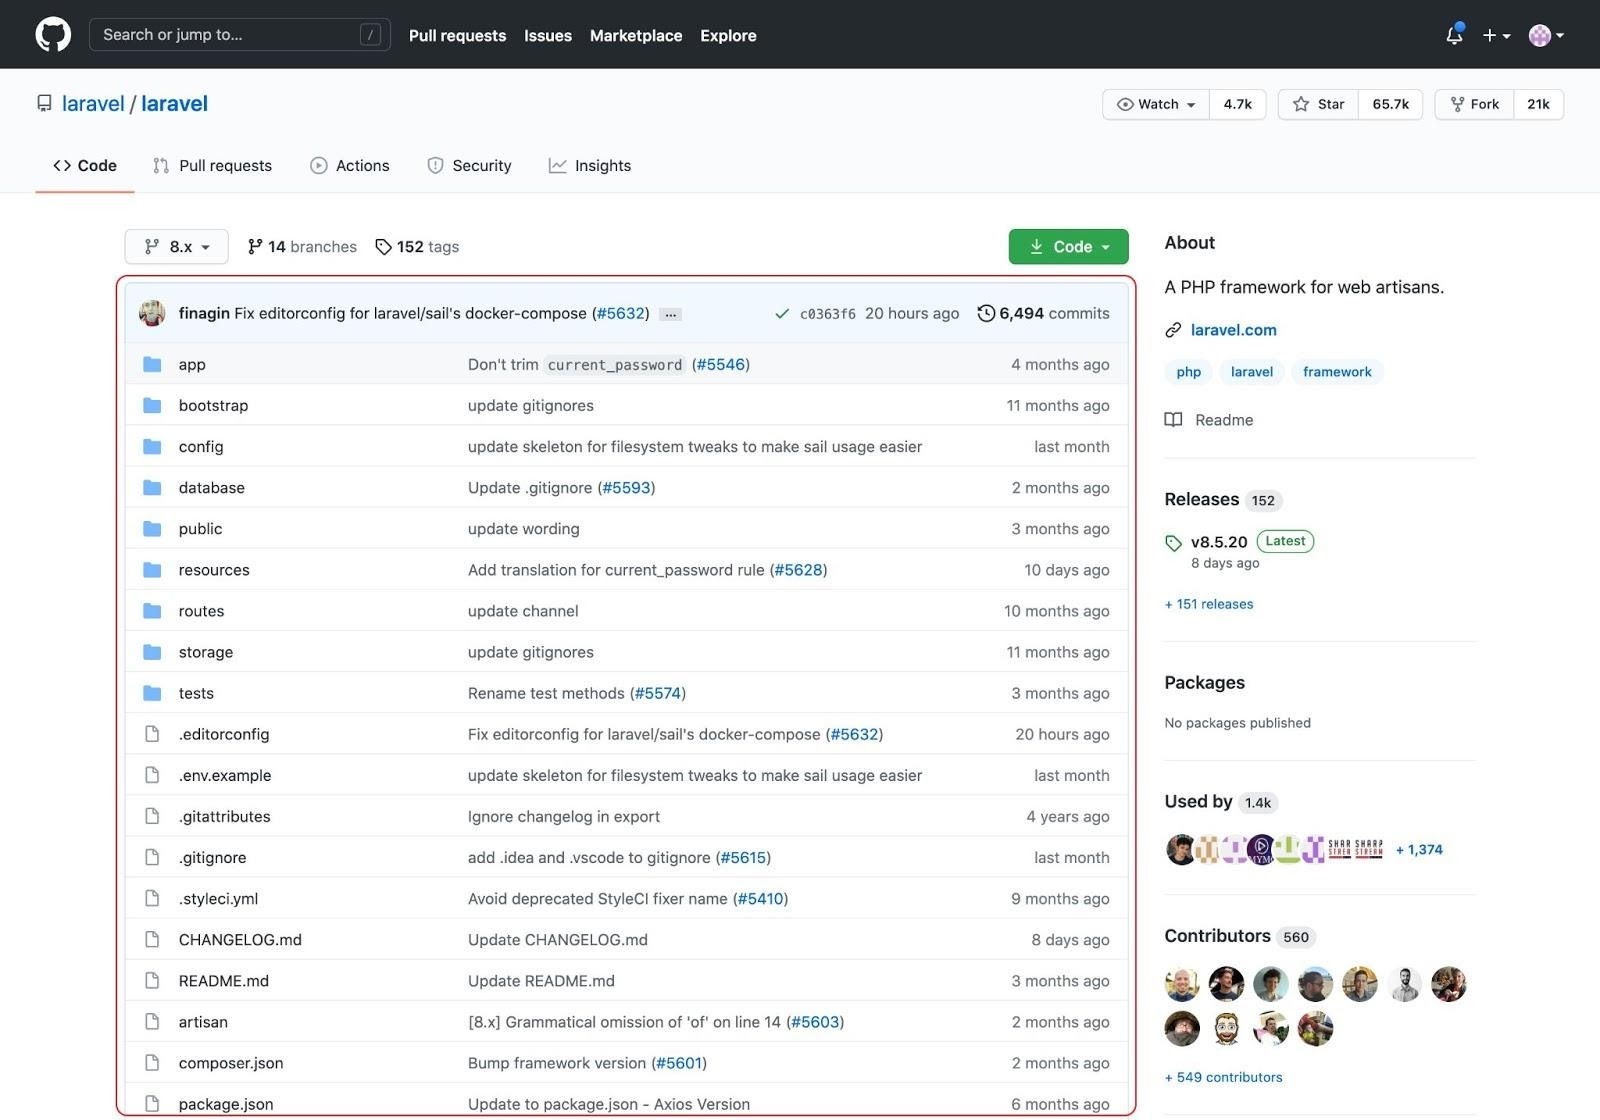 Search or jump to... /
Pull requests Issues Marketplace Explore
laravel / laravel
Watch 4.7k Star 65.7k Fork 21k
Code Pull requests Actions Security Insights
8.x 14 branches 152 tags Code
finagin Fix editorconfig for laravel/sail's docker-compose (#5632) ... c0363f6 20 hours ago 6,494 commits
app Don't trim current_password (#5546) 4 months ago
bootstrap update gitignores 11 months ago
config update skeleton for filesystem tweaks to make sail usage easier last month
database Update .gitignore (#5593) 2 months ago
public update wording 3 months ago
resources Add translation for current_password rule (#5628) 10 days ago
routes update channel 10 months ago
storage update gitignores 11 months ago
tests Rename test methods (#5574) 3 months ago
.editorconfig Fix editorconfig for laravel/sail's docker-compose (#5632) 20 hours ago
.env.example update skeleton for filesystem tweaks to make sail usage easier last month
.gitattributes Ignore changelog in export 4 years ago
.gitignore add .idea and .vscode to gitignore (#5615) last month
.styleci.yml Avoid deprecated StyleCI fixer name (#5410) 9 months ago
CHANGELOG.md Update CHANGELOG.md 8 days ago
README.md Update README.md 3 months ago
artisan [8.x] Grammatical omission of 'of' on line 14 (#5603) 2 months ago
composer.json Bump framework version (#5601) 2 months ago
package.json Update to package.json - Axios Version 6 months ago
About
A PHP framework for web artisans.
laravel.com
php laravel framework
Readme
Releases 152
v8.5.20 Latest
8 days ago
+ 151 releases
Packages
No packages published
Used by 1.4k
SHAR SHARP
STREA STREAM
+ 1,374
Contributors 560
+ 549 contributors